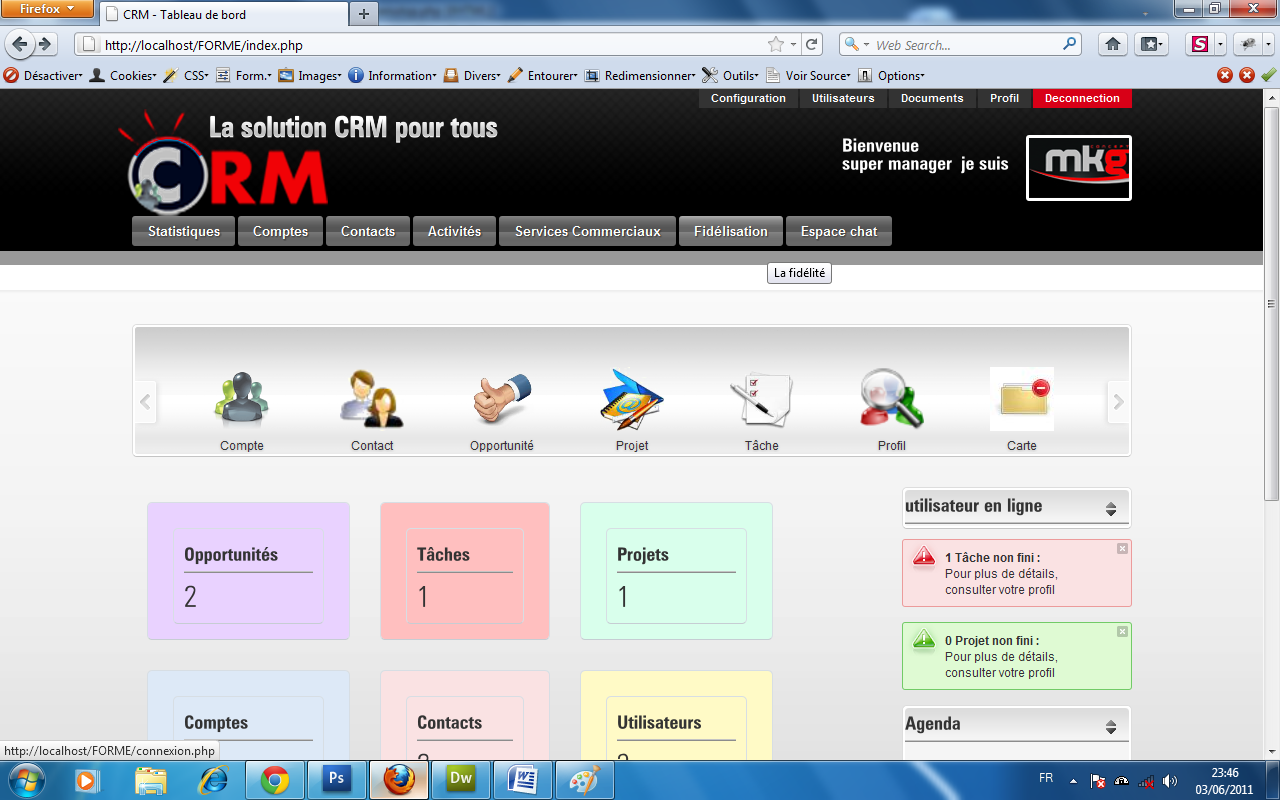 Firefox
CRM - Tableau de bord
http://localhost/FORME/index.php
Web Search...
Désactiver Cookies CSS Form. Images Information Divers Entourer Redimensionner Outils Voir Source Options
Configuration Utilisateurs Documents Profil Deconnection
La solution CRM pour tous
CRM
Bienvenue
super manager je suis
mkg
CONCEPT
Statistiques Comptes Contacts Activités Services Commerciaux Fidélisation Espace chat
La fidélité
Compte Contact Opportunité Projet Tâche Profil Carte
Opportunités
2
Tâches
1
Projets
1
utilisateur en ligne
1 Tâche non fini :
Pour plus de détails,
consulter votre profil
0 Projet non fini :
Pour plus de détails,
consulter votre profil
Comptes
Contacts
Utilisateurs
Agenda
http://localhost/FORME/connexion.php
Ps
Dw
FR
23:46
03/06/2011